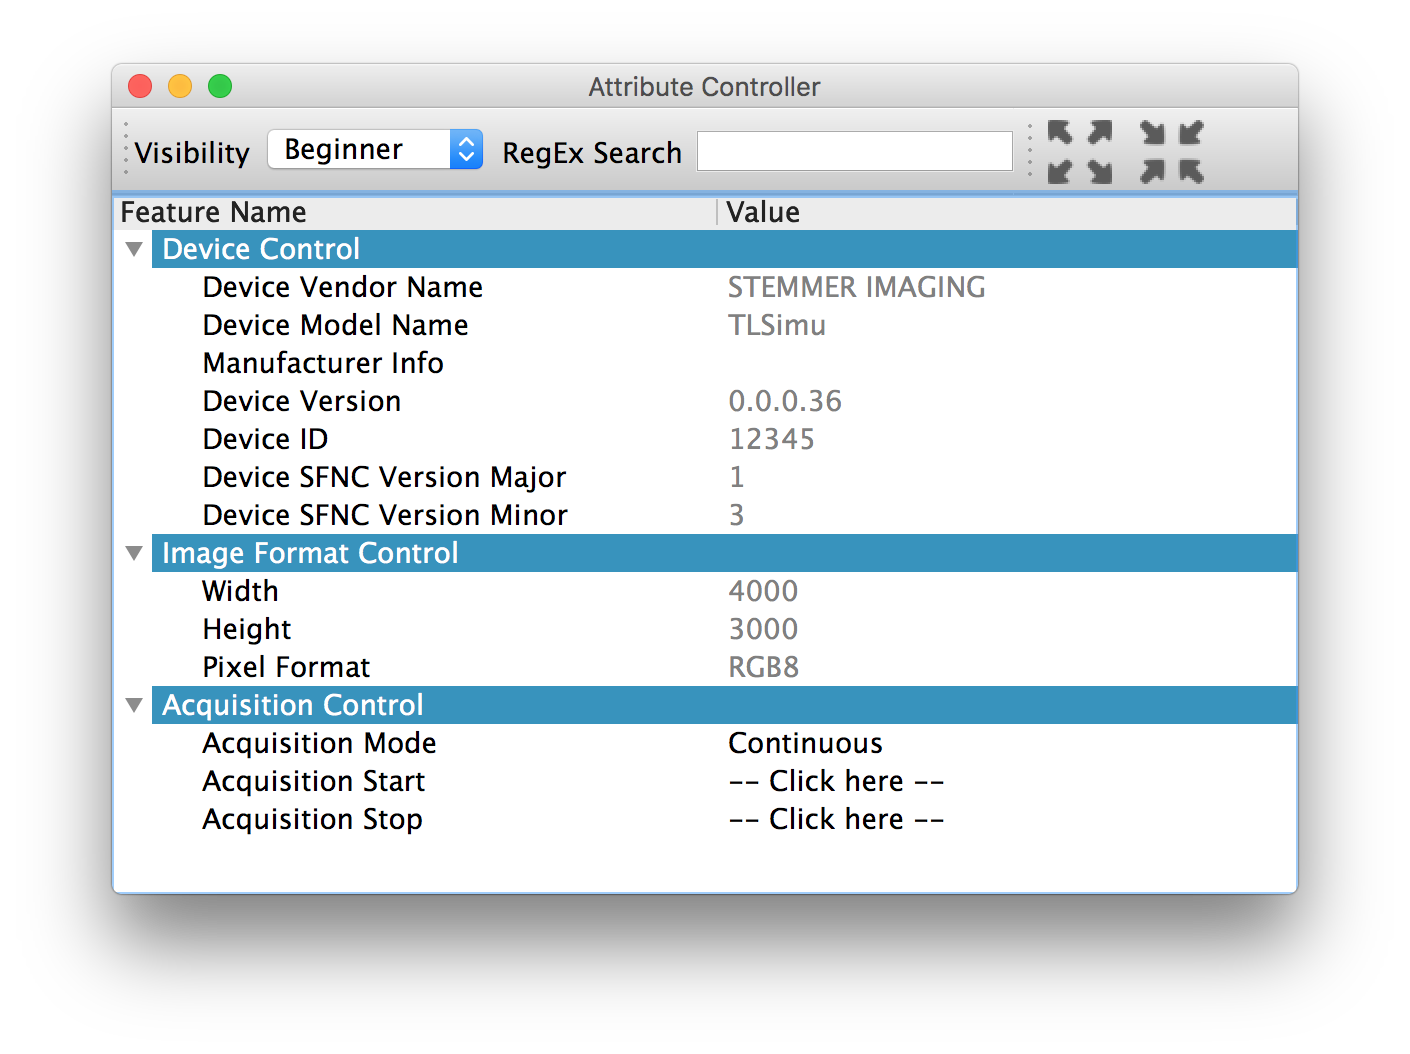 Attribute Controller
Visibility Beginner RegEx Search
Feature Name Value
Device Control
Device Vendor Name STEMMER IMAGING
Device Model Name TLSimu
Manufacturer Info
Device Version 0.0.0.36
Device ID 12345
Device SFNC Version Major 1
Device SFNC Version Minor 3
Image Format Control
Width 4000
Height 3000
Pixel Format RGB8
Acquisition Control
Acquisition Mode Continuous
Acquisition Start -- Click here --
Acquisition Stop -- Click here --